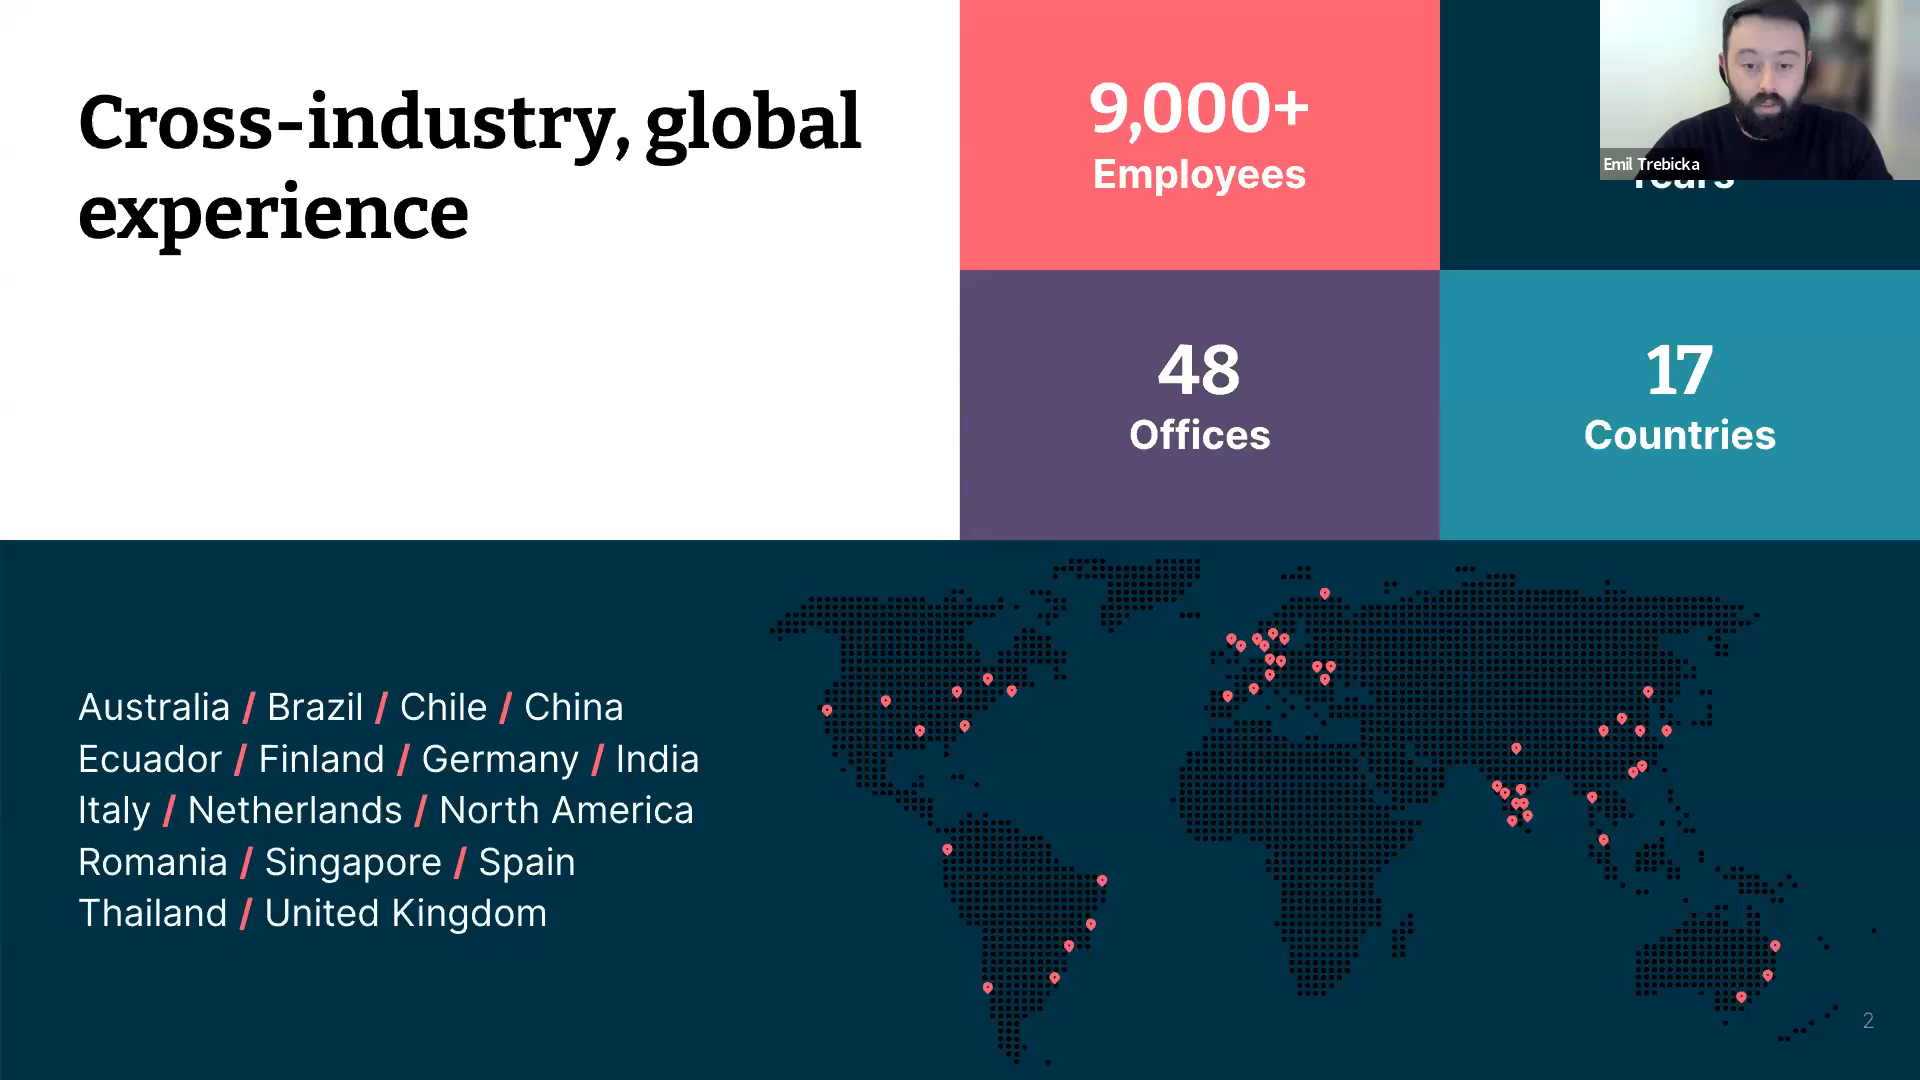 Cross-industry, global
experience
9,000+
Employees
Years
48
Offices
17
Countries
Emil Trebicka
Australia / Brazil / Chile / China
Ecuador / Finland / Germany / India
Italy / Netherlands / North America
Romania / Singapore / Spain
Thailand / United Kingdom
2